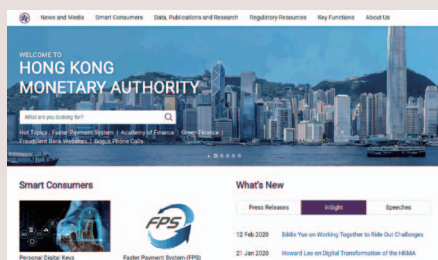 News and Media Smart Consumers Data, Publications and Research Regulatory Resources Key Functions About Us
WELCOME TO
HONG KONG
MONETARY AUTHORITY
What are you looking for?
Hot Topics : Faster Payment System | Academy of Finance | Green Finance |
Fraudulent Bank Websites | Bogus Phone Calls
Smart Consumers
What's New
Press Releases inSight Speeches
FPS
12 Feb 2020 Eddie Yue on Working Together to Ride Out Challenges
21 Jan 2020 Howard Lee on Digital Transformation of the HKMA
Personal Digital Keys Faster Payment System (FPS)